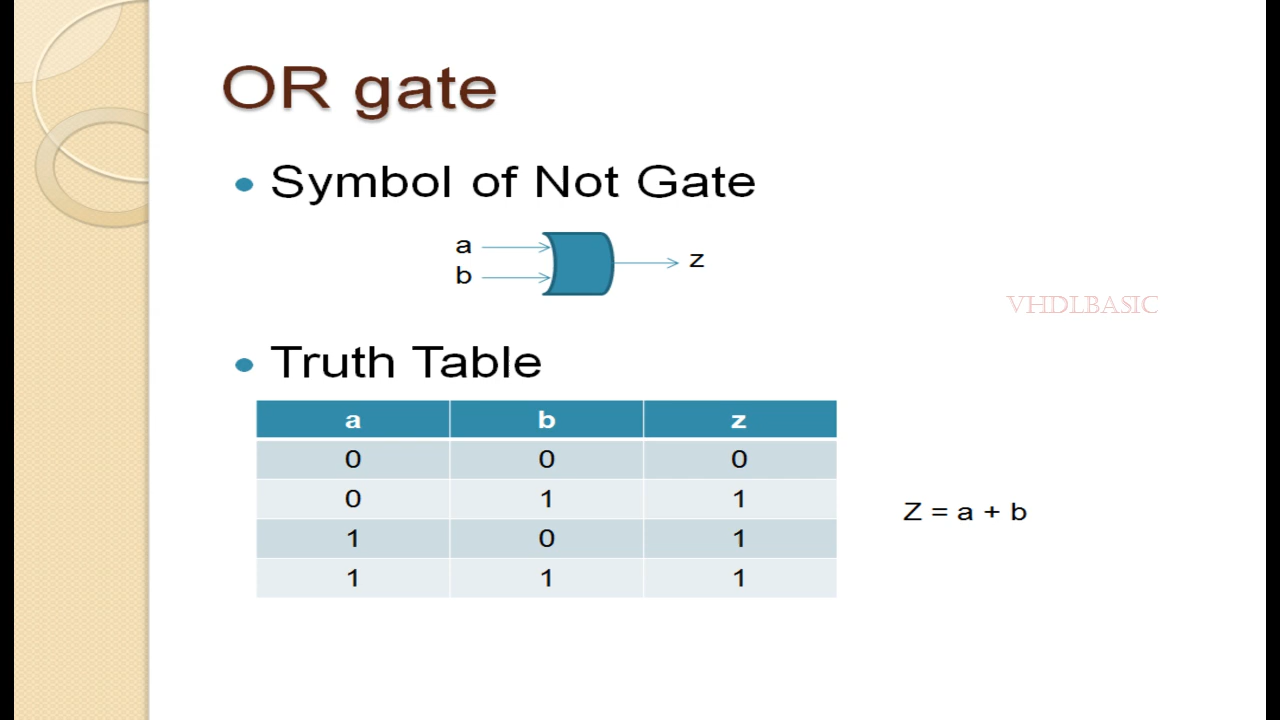 OR gate
Symbol of Not Gate
a
b
z
VHDLBASIC
Truth Table
a b z
0 0 0
0 1 1
1 0 1
1 1 1
Z = a + b